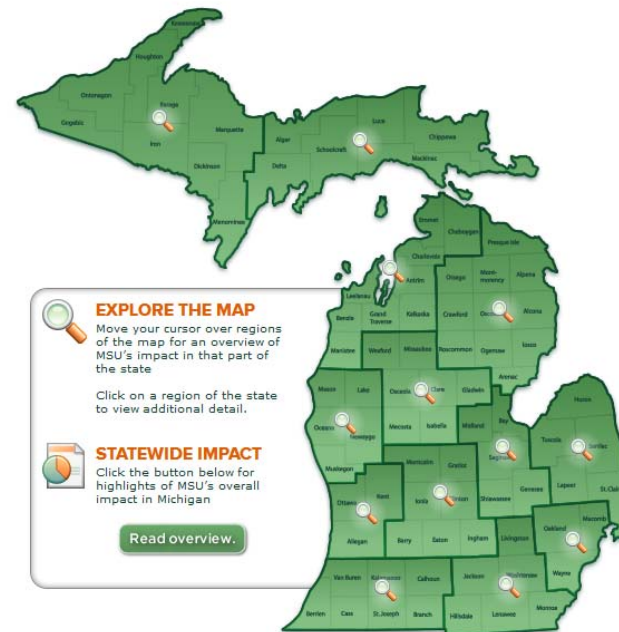 Keweenaw
Houghton
Ontonagon
Baraga
Luce
Gogebic
Marquette
Alger
Chippewa
Iron
Schoolcraft
Mackinac
Dickinson
Delta
Menominee
Emmet
Cheboygan
Presque Isle
Charlevoix
Antrim
Otsego
Mont-
morency
Alpena
Leelanau
Benzie
Grand
Traverse
Kalkaska
Crawford
Alcona
Manistee
Wexford
Missaukee
Roscommon
Ogemaw
Iosco
Arenac
EXPLORE THE MAP
Move your cursor over regions
of the map for an overview of
MSU's impact in that part of
the state
Click on a region of the state
to view additional detail.
STATEWIDE IMPACT
Click the button below for
highlights of MSU's overall
impact in Michigan
Read overview.
Mason
Lake
Osceola
Clare
Gladwin
Huron
Oceana
Newaygo
Mecosta
Isabella
Midland
Bay
Tuscola
Sanilac
Muskegon
Saginaw
Montcalm
Gratiot
Lapeer
St. Clair
Ottawa
Kent
Ionia
Clinton
Shiawassee
Genesee
Allegan
Barry
Eaton
Ingham
Livingston
Oakland
Macomb
Van Buren
Kalamazoo
Calhoun
Jackson
Washtenaw
Wayne
Berrien
Cass
St. Joseph
Branch
Hillsdale
Lenawee
Monroe